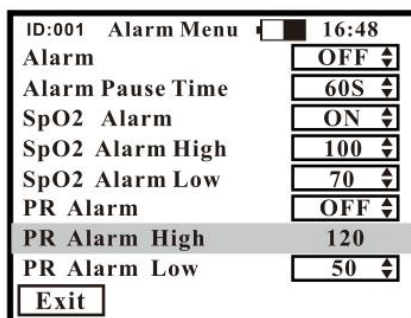 ID:001 Alarm Menu 16:48
Alarm OFF
Alarm Pause Time 60S
SpO2 Alarm ON
SpO2 Alarm High 100
SpO2 Alarm Low 70
PR Alarm OFF
PR Alarm High 120
PR Alarm Low 50
Exit